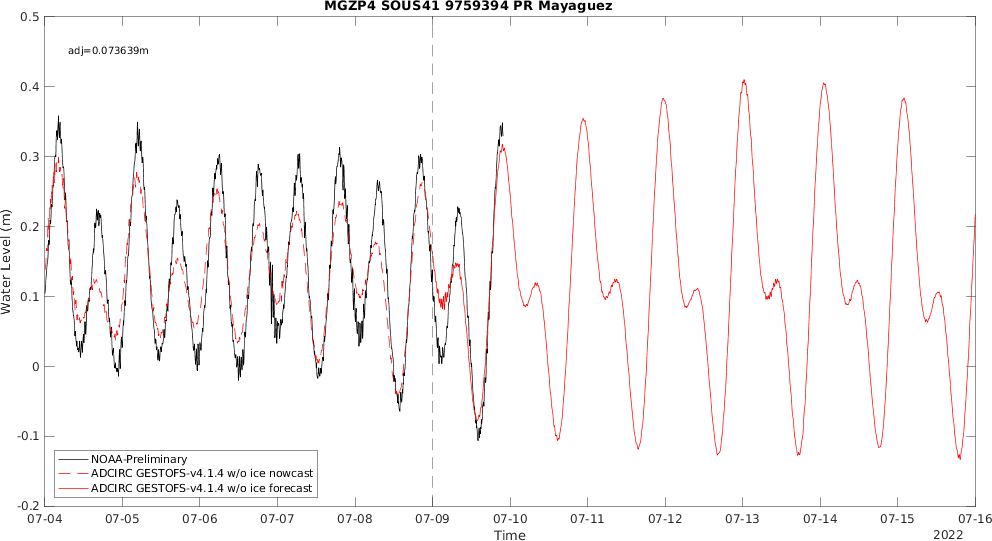 MGZP4 SOUS41 9759394 PR Mayaguez
adj=0.073639m
Water Level (m)
0.5
0.4
0.3
0.2
0.1
0
-0.1
-0.2
NOAA-Preliminary
ADCIRC GESTOFS-v4.1.4 w/o ice nowcast
ADCIRC GESTOFS-v4.1.4 w/o ice forecast
07-04 07-05 07-06 07-07 07-08 07-09 07-10 07-11 07-12 07-13 07-14 07-15 07-16
Time
2022